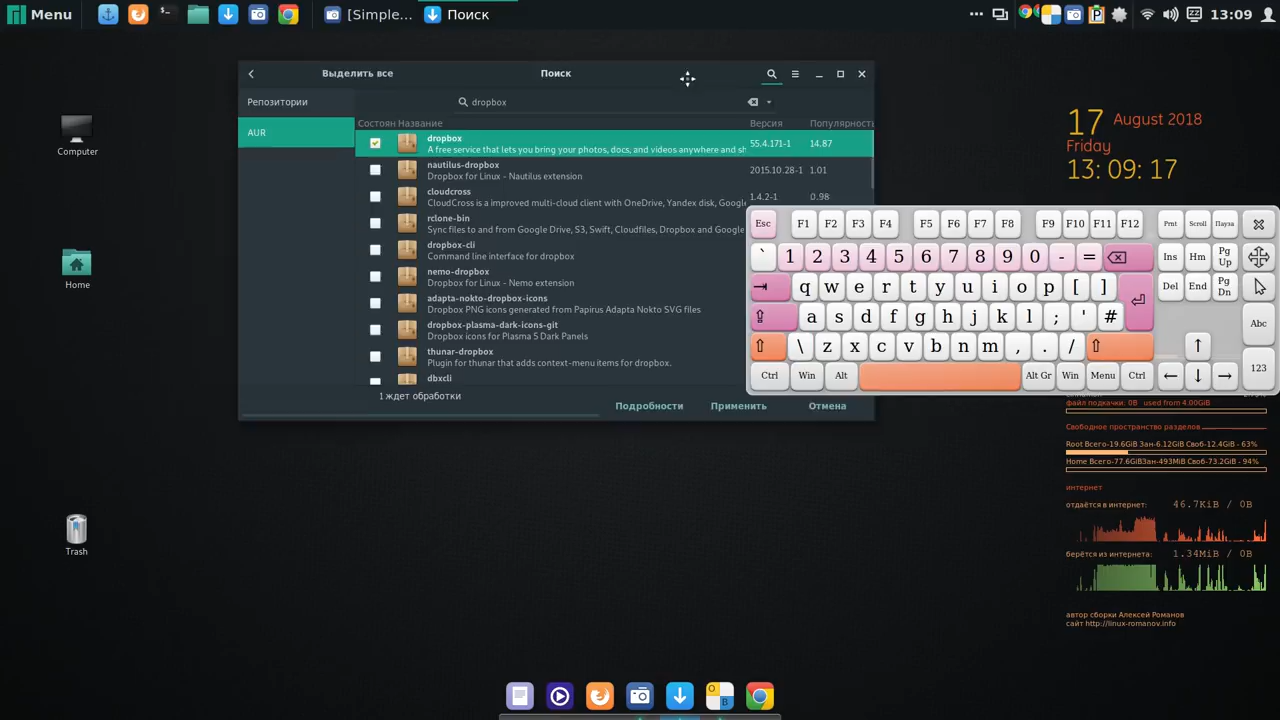 Menu
[Simple...
Поиск
13:09
Computer
Home
Trash
Выделить все
Поиск
Репозитории
AUR
dropbox
Состоян Название
Версия
Популярность
dropbox
A free service that lets you bring your photos, docs, and videos anywhere and sh
55.4.171-1
14.87
nautilus-dropbox
Dropbox for Linux - Nautilus extension
2015.10.28-1
1.01
cloudcross
CloudCross is a improved multi-cloud client with OneDrive, Yandex disk, Google
1.4.2-1
0.98
rclone-bin
Sync files to and from Google Drive, S3, Swift, Cloudfiles, Dropbox and Google
dropbox-cli
Command line interface for dropbox
nemo-dropbox
Dropbox for Linux - Nemo extension
adapta-nokto-dropbox-icons
Dropbox PNG icons generated from Papirus Adapta Nokto SVG files
dropbox-plasma-dark-icons-git
Dropbox icons for Plasma 5 Dark Panels
thunar-dropbox
Plugin for thunar that adds context-menu items for dropbox.
dbxcli
1 ждет обработки
Подробности
Применить
Отмена
17 August 2018
Friday
13: 09: 17
Esc F1 F2 F3 F4 F5 F6 F7 F8 F9 F10 F11 F12 Prnt Scroll Пауза
` 1 2 3 4 5 6 7 8 9 0 - = Ins Hm Pg Up
q w e r t y u i o p [ ] Del End Pg Dn
a s d f g h j k l ; ' # Abc
\ z x c v b n m , . /
Ctrl Win Alt Alt Gr Win Menu Ctrl 123
файл подкачки: 0B used from 4.00GiB
Свободное пространство разделов
Root Всего-19.6GiB Зан-6.12GiB Своб-12.4GiB - 63%
Home Всего-77.6GiBЗан-493MiB Своб-73.2GiB - 94%
интернет
отдаётся в интернет: 46.7KiB / 0B
берётся из интернета: 1.34MiB / 0B
автор сборки Алексей Романов
сайт http://linux-romanov.info